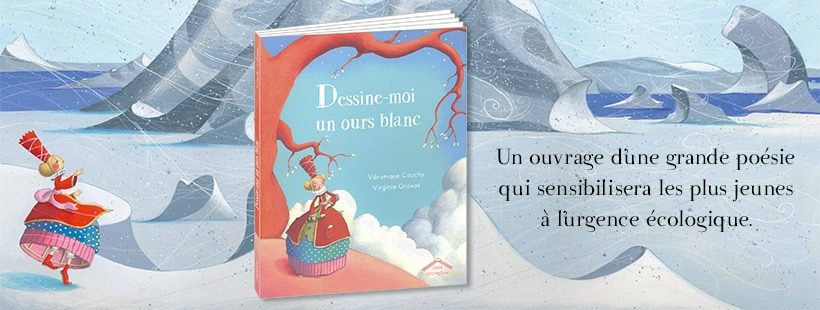 Dessine-moi
un ours blanc
Véronique Cauchy
Virginie Grosos
Un ouvrage d'une grande poésie
qui sensibilisera les plus jeunes
à l'urgence écologique.